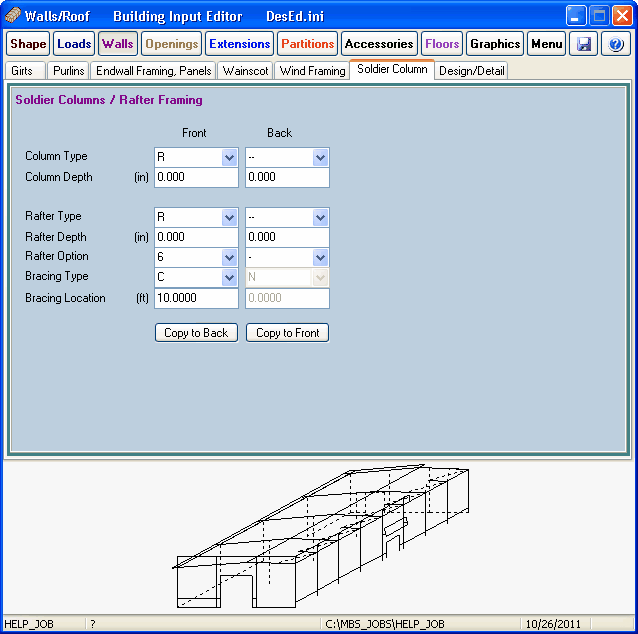 Walls/Roof Building Input Editor DesEd.ini
Shape Loads Walls Openings Extensions Partitions Accessories Floors Graphics Menu ?
Girts Purlins Endwall Framing, Panels Wainscot Wind Framing Soldier Column Design/Detail
Soldier Columns / Rafter Framing
Front Back
Column Type R --
Column Depth (in) 0.000 0.000
Rafter Type R --
Rafter Depth (in) 0.000 0.000
Rafter Option 6 -
Bracing Type C N
Bracing Location (ft) 10.0000 0.0000
Copy to Back Copy to Front
HELP_JOB ? C:\MBS_JOBS\HELP_JOB 10/26/2011